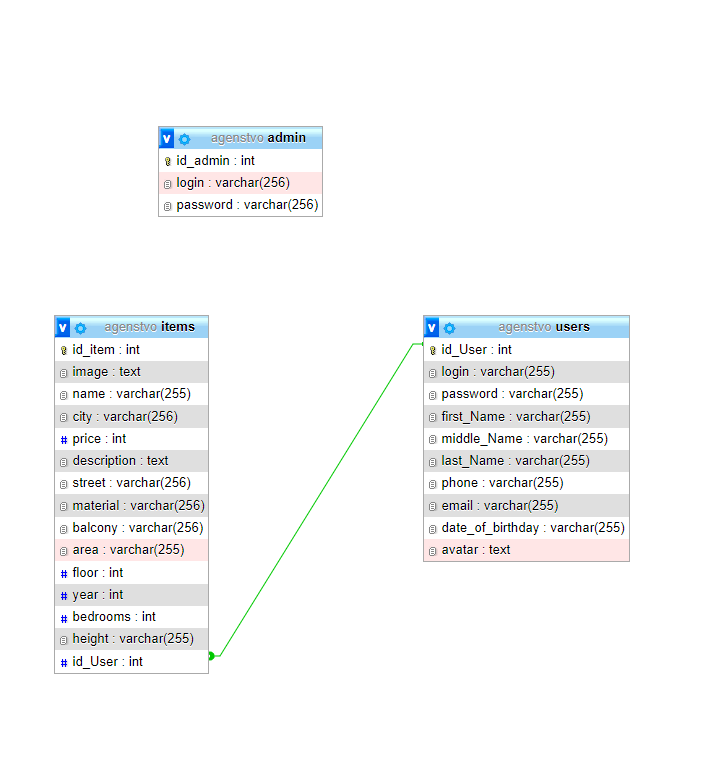 v agenstvo admin
id_admin : int
login : varchar(256)
password : varchar(256)
v agenstvo items
id_item : int
image : text
name : varchar(255)
city : varchar(256)
# price : int
description : text
street : varchar(256)
material : varchar(256)
balcony : varchar(256)
area : varchar(255)
# floor : int
# year : int
# bedrooms : int
height : varchar(255)
# id_User : int
v agenstvo users
id_User : int
login : varchar(255)
password : varchar(255)
first_Name : varchar(255)
middle_Name : varchar(255)
last_Name : varchar(255)
phone : varchar(255)
email : varchar(255)
date_of_birthday : varchar(255)
avatar : text